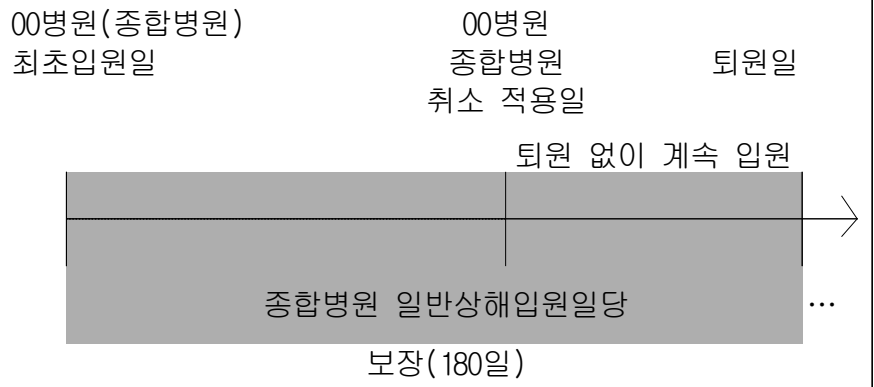 00병원(종합병원)
최초입원일
00병원
종합병원
취소 적용일
퇴원일
퇴원 없이 계속 입원
종합병원 일반상해입원일당
…
보장(180일)